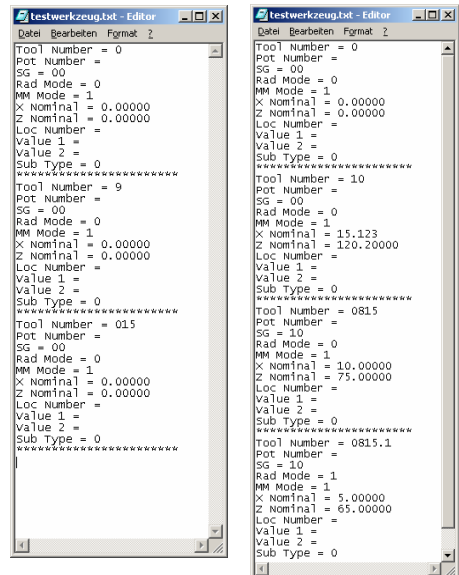 testwerkzeug.txt - Editor
Datei Bearbeiten Format ?
Tool Number = 0
Pot Number =
SG = 00
Rad Mode = 0
MM Mode = 1
X Nominal = 0.00000
Z Nominal = 0.00000
Loc Number =
Value 1 =
Value 2 =
Sub Type = 0
************************
Tool Number = 9
Pot Number =
SG = 00
Rad Mode = 0
MM Mode = 1
X Nominal = 0.00000
Z Nominal = 0.00000
Loc Number =
Value 1 =
Value 2 =
Sub Type = 0
************************
Tool Number = 015
Pot Number =
SG = 00
Rad Mode = 0
MM Mode = 1
X Nominal = 0.00000
Z Nominal = 0.00000
Loc Number =
Value 1 =
Value 2 =
Sub Type = 0
************************
testwerkzeug.txt - Editor
Datei Bearbeiten Format ?
Tool Number = 0
Pot Number =
SG = 00
Rad Mode = 0
MM Mode = 1
X Nominal = 0.00000
Z Nominal = 0.00000
Loc Number =
Value 1 =
Value 2 =
Sub Type = 0
************************
Tool Number = 10
Pot Number =
SG = 00
Rad Mode = 0
MM Mode = 1
X Nominal = 15.123
Z Nominal = 120.20000
Loc Number =
Value 1 =
Value 2 =
Sub Type = 0
************************
Tool Number = 0815
Pot Number =
SG = 10
Rad Mode = 0
MM Mode = 1
X Nominal = 10.00000
Z Nominal = 75.00000
Loc Number =
Value 1 =
Value 2 =
Sub Type = 0
************************
Tool Number = 0815.1
Pot Number =
SG = 10
Rad Mode = 1
MM Mode = 1
X Nominal = 5.00000
Z Nominal = 65.00000
Loc Number =
Value 1 =
Value 2 =
Sub Type = 0